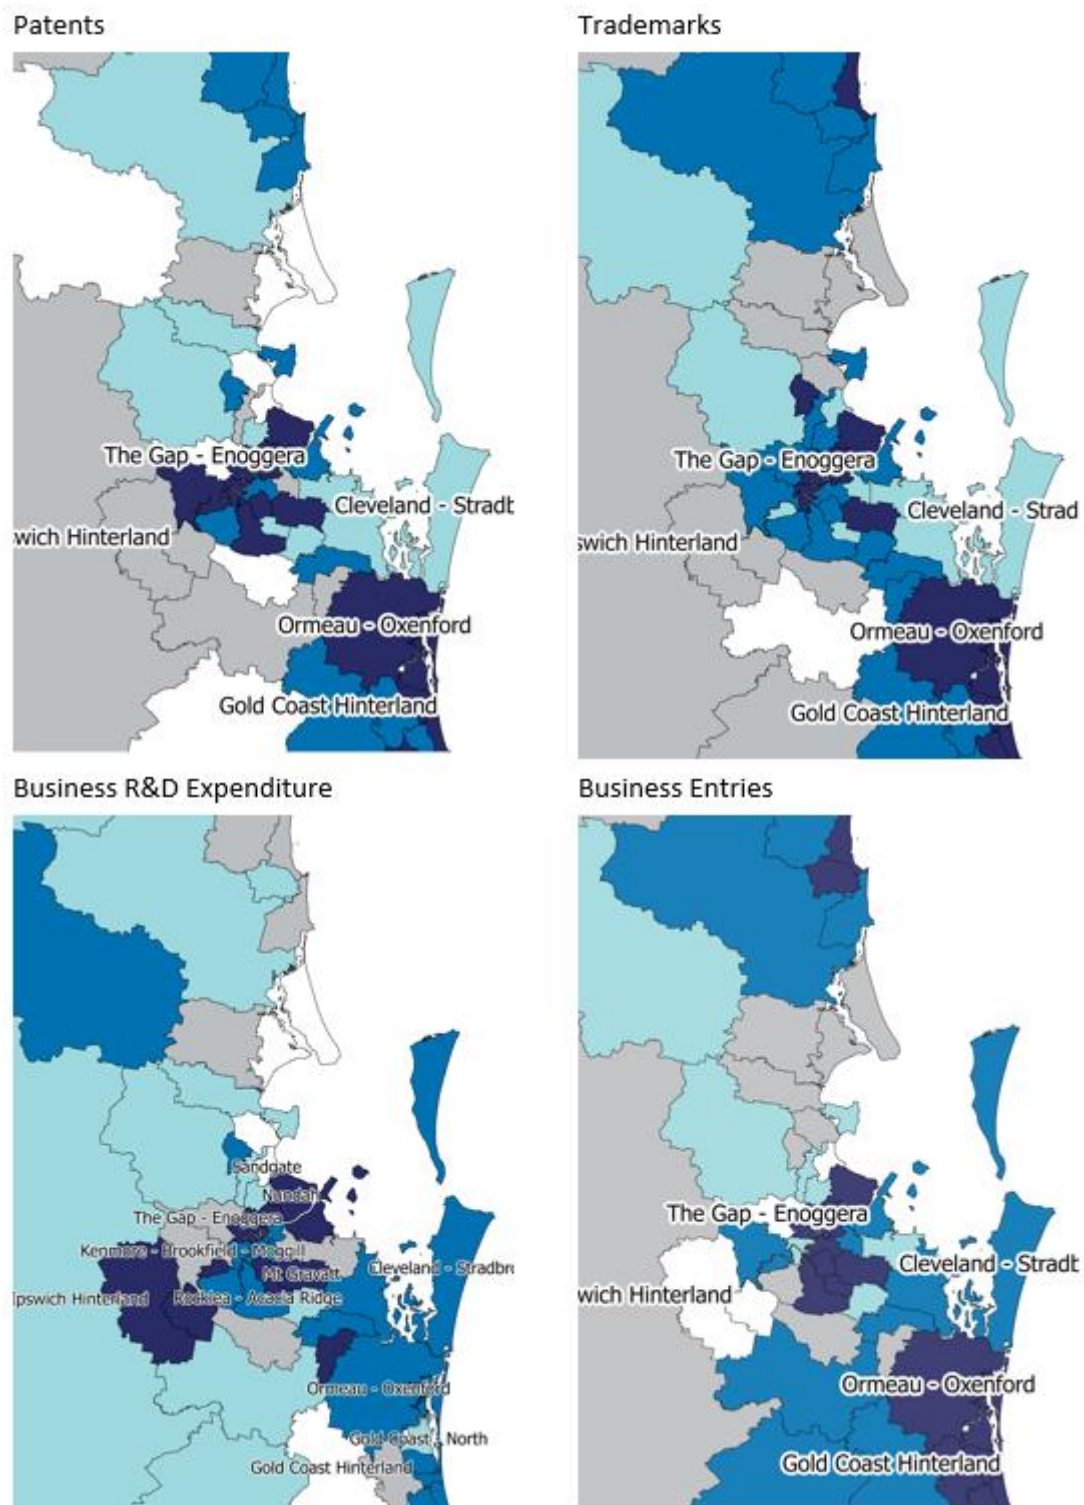 Patents
Trademarks
The Gap - Enoggera
Cleveland - Stradb
wich Hinterland
Ormeau - Oxenford
Gold Coast Hinterland
The Gap - Enoggera
Cleveland - Strad
swich Hinterland
Ormeau - Oxenford
Gold Coast Hinterland
Business R&D Expenditure
Business Entries
Sandgate
Nundah
The Gap - Enoggera
Kenmore - Brookfield - Moggill
Mt Gravatt
Cleveland - Stradbro
Ipswich Hinterland
Rocklea - Acacia Ridge
Ormeau - Oxenford
Gold Coast - North
Gold Coast Hinterland
The Gap - Enoggera
Cleveland - Stradb
wich Hinterland
Ormeau - Oxenford
Gold Coast Hinterland